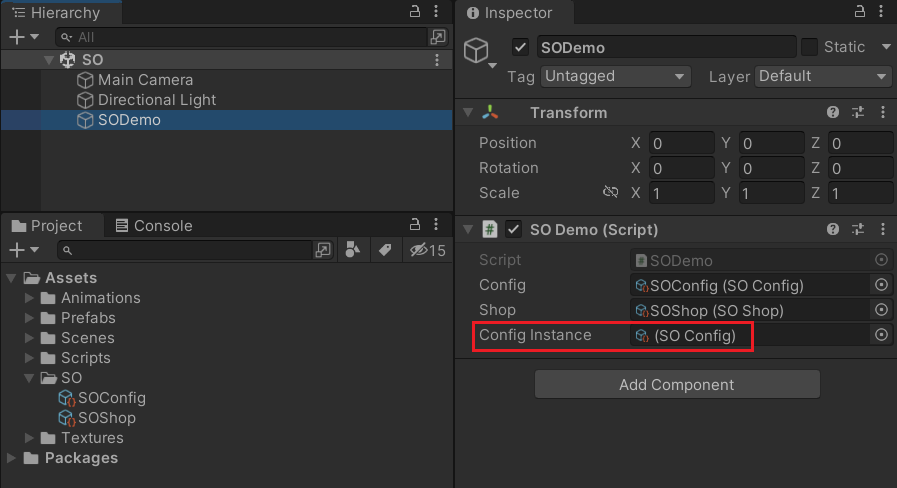 Hierarchy
All
SO
Main Camera
Directional Light
SODemo
Project
Console
15
Assets
Animations
Prefabs
Scenes
Scripts
SO
SOConfig
SOShop
Textures
Packages
Inspector
SODemo
Static
Tag Untagged Layer Default
Transform
Position X 0 Y 0 Z 0
Rotation X 0 Y 0 Z 0
Scale X 1 Y 1 Z 1
# SO Demo (Script)
Script # SODemo
Config SOConfig (SO Config)
Shop SOShop (SO Shop)
Config Instance (SO Config)
Add Component